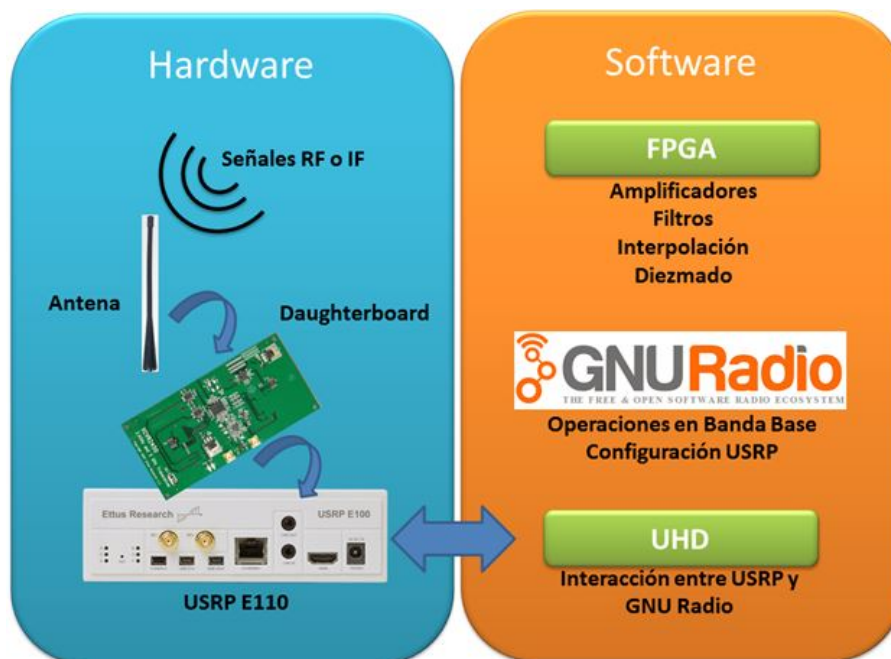 Hardware
Señales RF o IF
Antena
Daughterboard
Ettus Research
USRP E100
USRP E110
Software
FPGA
Amplificadores
Filtros
Interpolación
Diezmado
GNURadio
THE FREE & OPEN SOFTWARE RADIO ECOSYSTEM
Operaciones en Banda Base
Configuración USRP
UHD
Interacción entre USRP y
GNU Radio